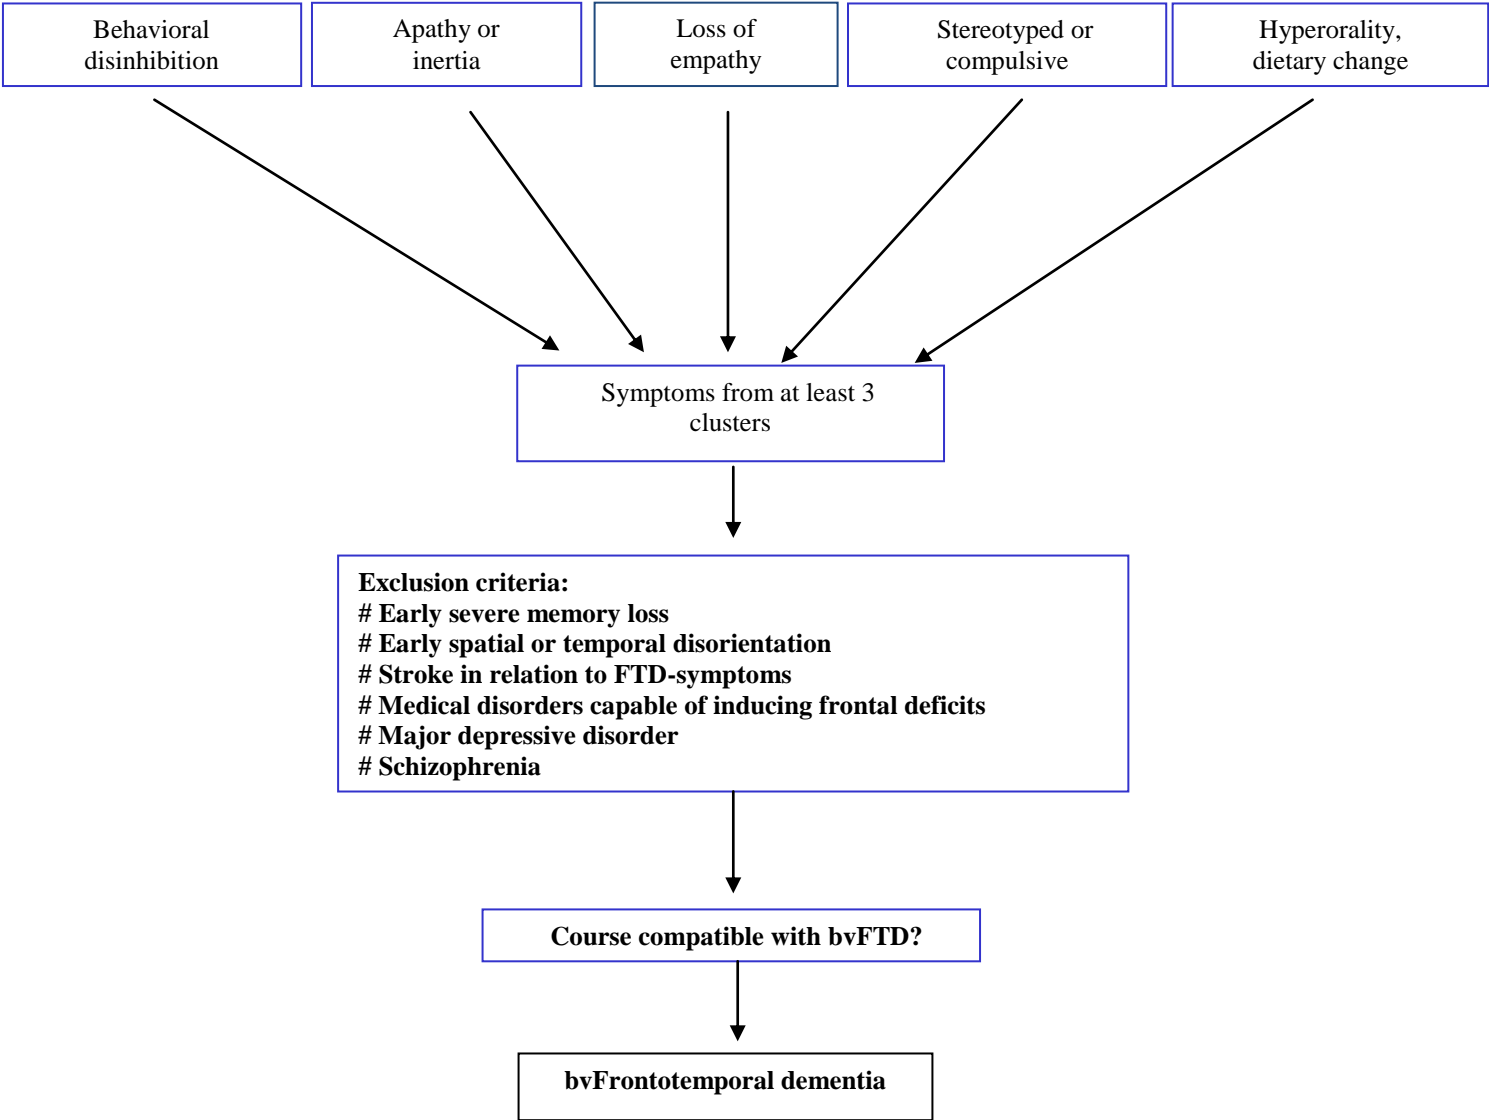 Behavioral
disinhibition
Apathy or
inertia
Loss of
empathy
Stereotyped or
compulsive
Hyperorality,
dietary change
Symptoms from at least 3
clusters
Exclusion criteria:
# Early severe memory loss
# Early spatial or temporal disorientation
# Stroke in relation to FTD-symptoms
# Medical disorders capable of inducing frontal deficits
# Major depressive disorder
# Schizophrenia
Course compatible with bvFTD?
bvFrontotemporal dementia